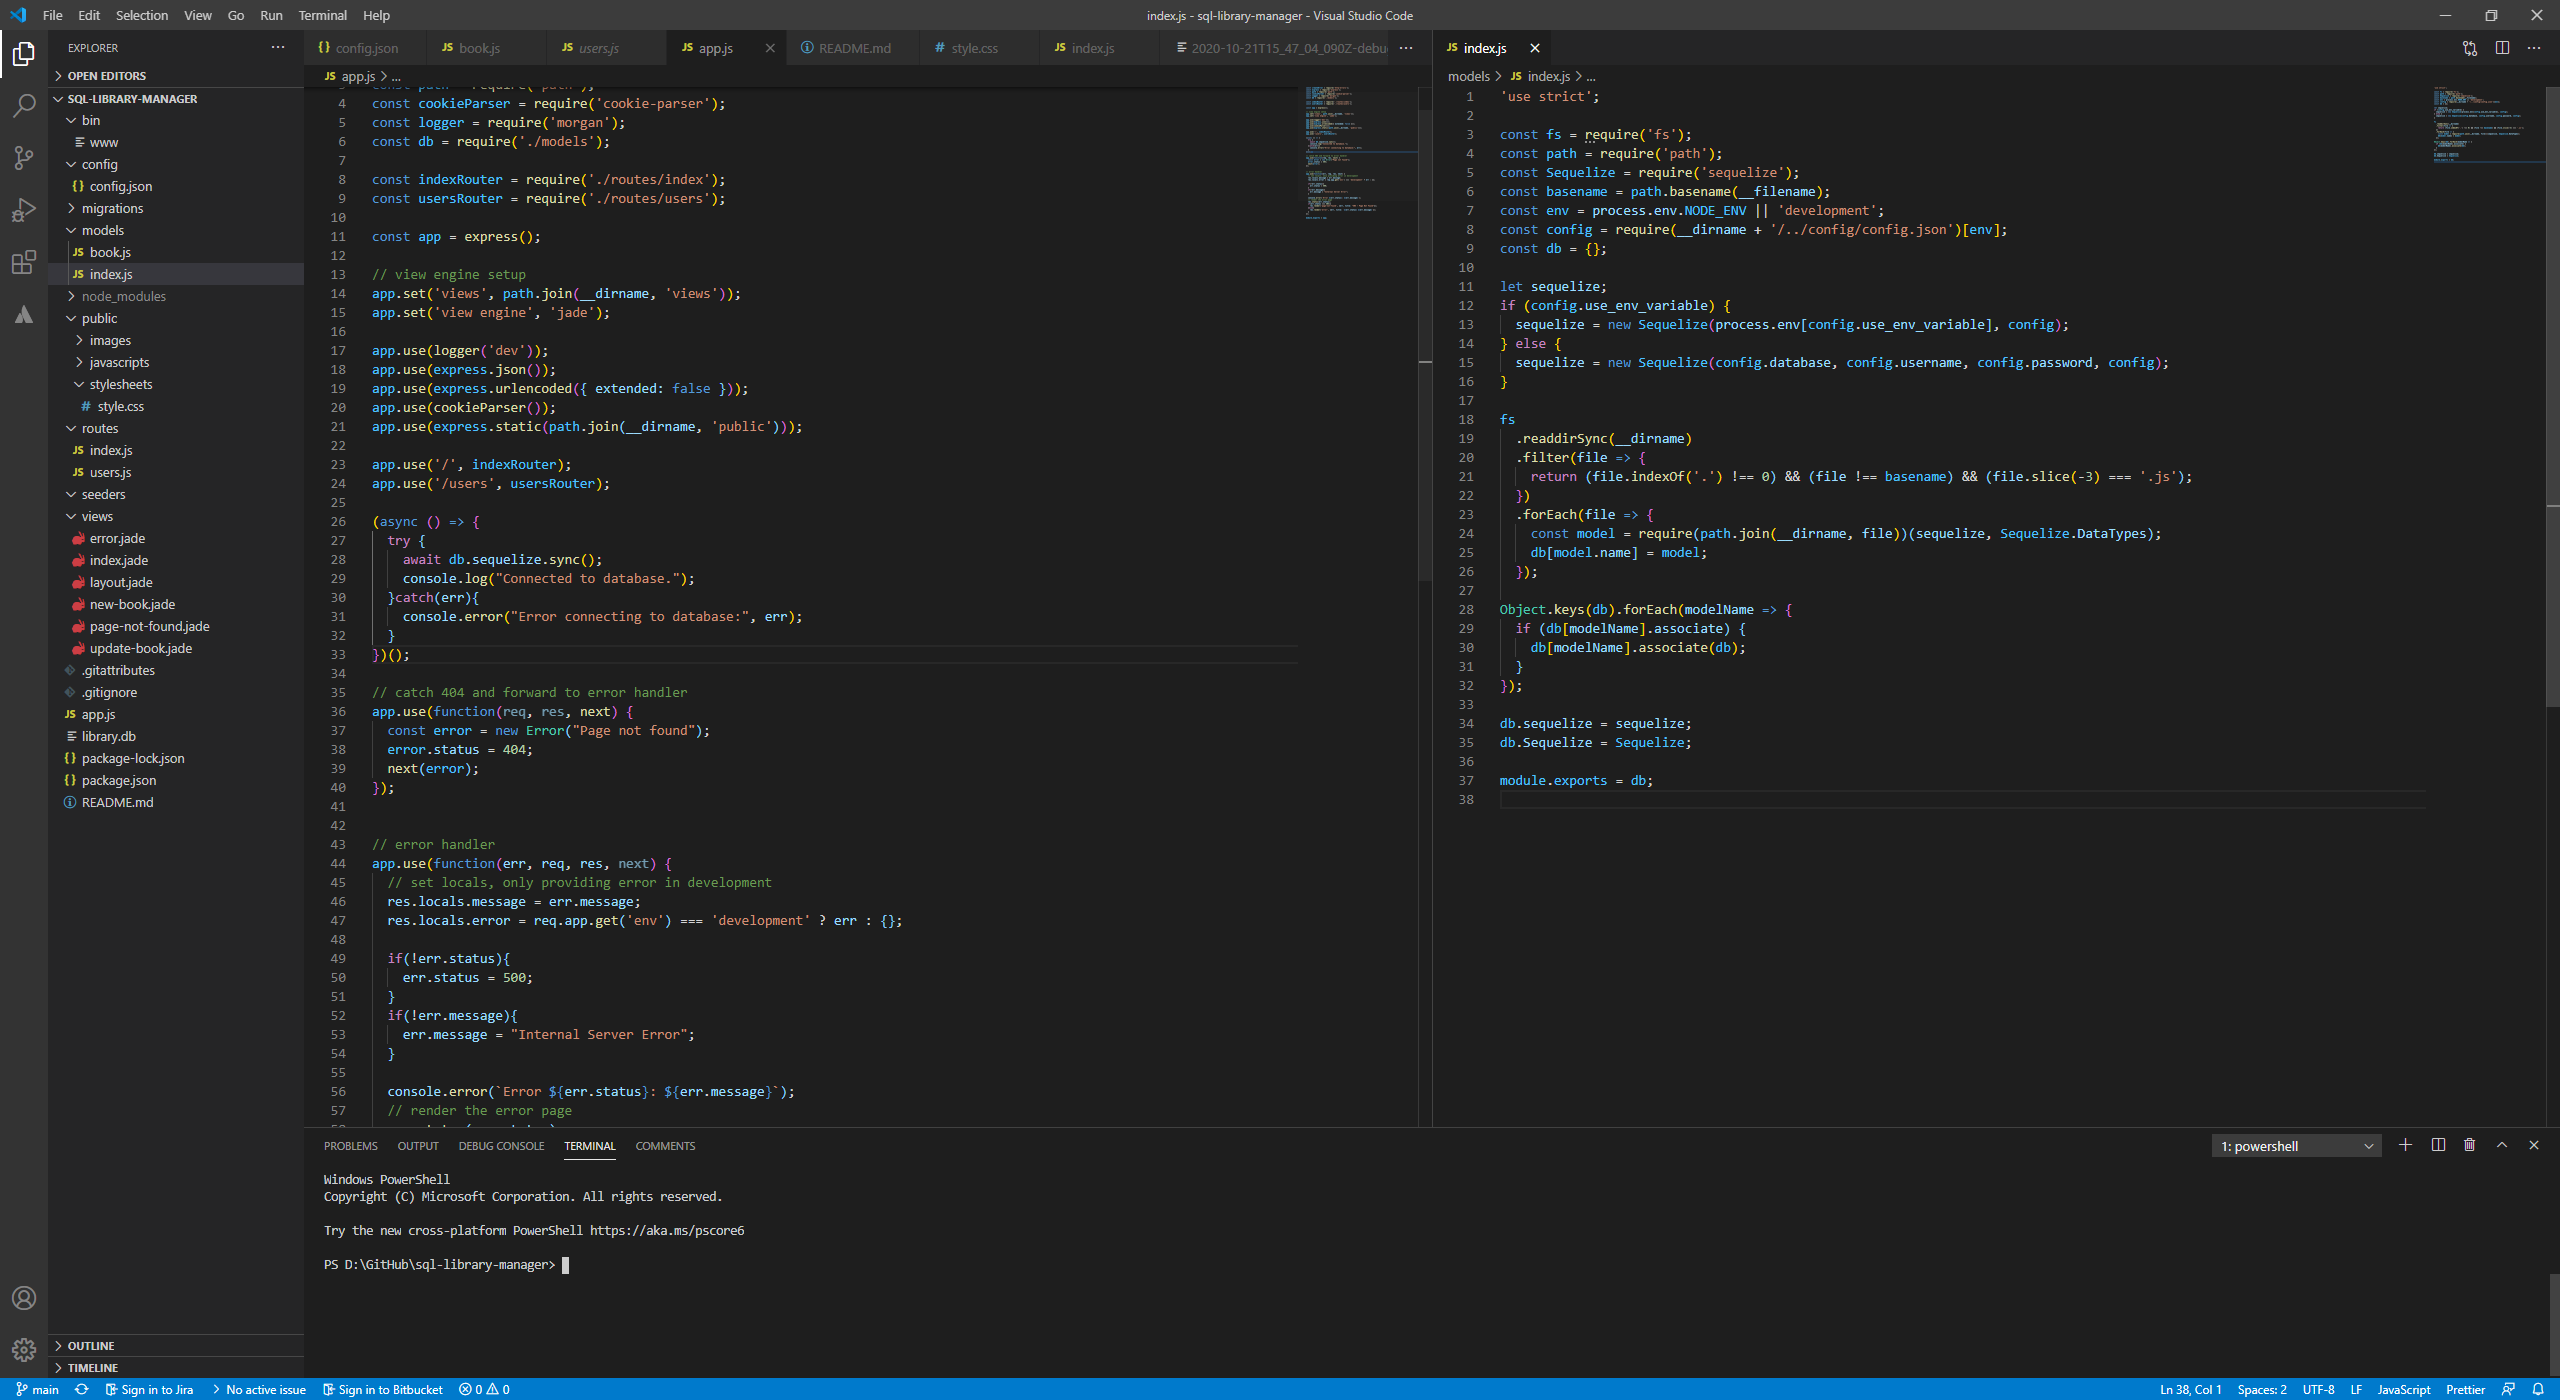 File Edit Selection View Go Run Terminal Help
index.js - sql-library-manager - Visual Studio Code
EXPLORER
OPEN EDITORS
SQL-LIBRARY-MANAGER
bin
www
config
{} config.json
migrations
models
JS book.js
JS index.js
node_modules
public
images
javascripts
stylesheets
# style.css
routes
JS index.js
JS users.js
seeders
views
error.jade
index.jade
layout.jade
new-book.jade
page-not-found.jade
update-book.jade
.gitattributes
.gitignore
JS app.js
library.db
{} package-lock.json
{} package.json
README.md
OUTLINE
TIMELINE
{} config.json JS book.js JS users.js JS app.js README.md # style.css JS index.js 2020-10-21T15_47_04_090Z-debu
JS app.js > ...
4 const cookieParser = require('cookie-parser');
5 const logger = require('morgan');
6 const db = require('./models');
7
8 const indexRouter = require('./routes/index');
9 const usersRouter = require('./routes/users');
10
11 const app = express();
12
13 // view engine setup
14 app.set('views', path.join(__dirname, 'views'));
15 app.set('view engine', 'jade');
16
17 app.use(logger('dev'));
18 app.use(express.json());
19 app.use(express.urlencoded({ extended: false }));
20 app.use(cookieParser());
21 app.use(express.static(path.join(__dirname, 'public')));
22
23 app.use('/', indexRouter);
24 app.use('/users', usersRouter);
25
26 (async () => {
27 try {
28 await db.sequelize.sync();
29 console.log("Connected to database.");
30 }catch(err){
31 console.error("Error connecting to database:", err);
32 }
33 })();
34
35 // catch 404 and forward to error handler
36 app.use(function(req, res, next) {
37 const error = new Error("Page not found");
38 error.status = 404;
39 next(error);
40 });
41
42
43 // error handler
44 app.use(function(err, req, res, next) {
45 // set locals, only providing error in development
46 res.locals.message = err.message;
47 res.locals.error = req.app.get('env') === 'development' ? err : {};
48
49 if(!err.status){
50 err.status = 500;
51 }
52 if(!err.message){
53 err.message = "Internal Server Error";
54 }
55
56 console.error(`Error ${err.status}: ${err.message}`);
57 // render the error page
JS index.js
models > JS index.js > ...
1 'use strict';
2
3 const fs = require('fs');
4 const path = require('path');
5 const Sequelize = require('sequelize');
6 const basename = path.basename(__filename);
7 const env = process.env.NODE_ENV || 'development';
8 const config = require(__dirname + '/../config/config.json')[env];
9 const db = {};
10
11 let sequelize;
12 if (config.use_env_variable) {
13 sequelize = new Sequelize(process.env[config.use_env_variable], config);
14 } else {
15 sequelize = new Sequelize(config.database, config.username, config.password, config);
16 }
17
18 fs
19 .readdirSync(__dirname)
20 .filter(file => {
21 return (file.indexOf('.') !== 0) && (file !== basename) && (file.slice(-3) === '.js');
22 })
23 .forEach(file => {
24 const model = require(path.join(__dirname, file))(sequelize, Sequelize.DataTypes);
25 db[model.name] = model;
26 });
27
28 Object.keys(db).forEach(modelName => {
29 if (db[modelName].associate) {
30 db[modelName].associate(db);
31 }
32 });
33
34 db.sequelize = sequelize;
35 db.Sequelize = Sequelize;
36
37 module.exports = db;
38
PROBLEMS OUTPUT DEBUG CONSOLE TERMINAL COMMENTS
1: powershell
Windows PowerShell
Copyright (C) Microsoft Corporation. All rights reserved.
Try the new cross-platform PowerShell https://aka.ms/pscore6
PS D:\GitHub\sql-library-manager>
main Sign in to Jira No active issue Sign in to Bitbucket 0 0
Ln 38, Col 1 Spaces: 2 UTF-8 LF JavaScript Prettier